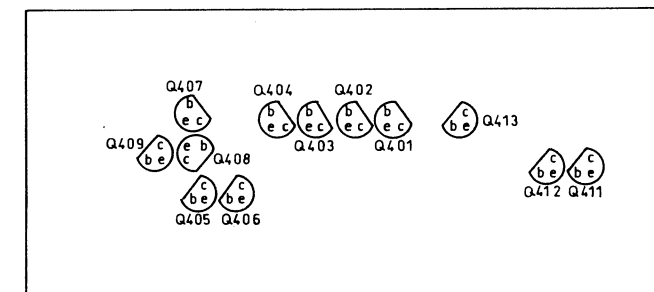 Q407
Q404 Q402
b b b b b c
e c e c e c e c e c b e Q413
Q403 Q401
Q409 c e b
b e c Q408
c c c c
b e b e b e b e
Q405 Q406 Q412 Q411